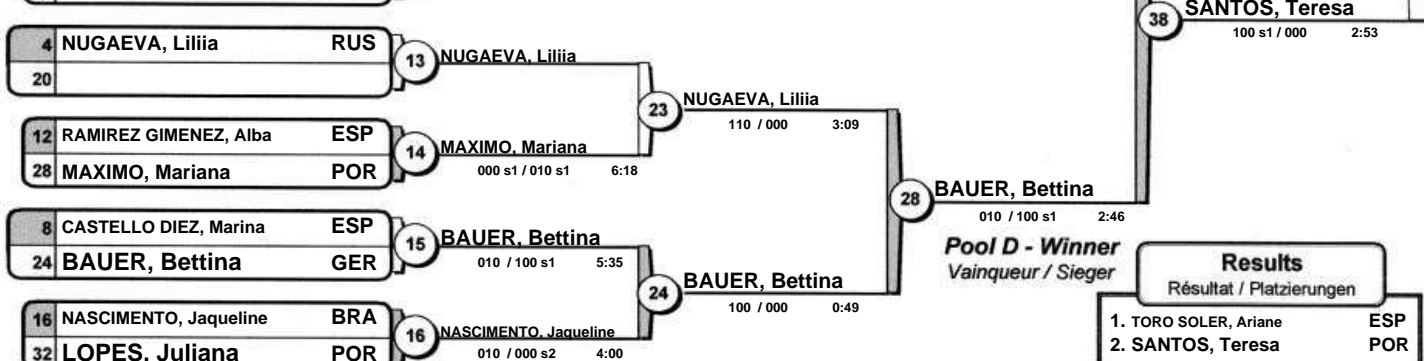 SANTOS, Teresa
38
100 s1 / 000 2:53
4 NUGAEVA, Liliia RUS
20
13 NUGAEVA, Liliia
23 NUGAEVA, Liliia
110 / 000 3:09
12 RAMIREZ GIMENEZ, Alba ESP
28 MAXIMO, Mariana POR
14 MAXIMO, Mariana
000 s1 / 010 s1 6:18
28 BAUER, Bettina
010 / 100 s1 2:46
8 CASTELLO DIEZ, Marina ESP
24 BAUER, Bettina GER
15 BAUER, Bettina
010 / 100 s1 5:35
24 BAUER, Bettina
100 / 000 0:49
16 NASCIMENTO, Jaqueline BRA
32 LOPES, Juliana POR
16 NASCIMENTO, Jaqueline
010 / 000 s2 4:00
Pool D - Winner
Vainqueur / Sieger
Results
Résultat / Platzierungen
1. TORO SOLER, Ariane ESP
2. SANTOS, Teresa POR